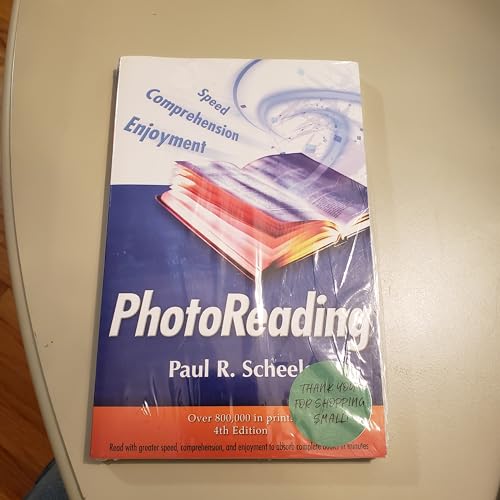 Speed
Comprehension
Enjoyment
PhotoReading
Paul R. Scheele
THANK YOU
FOR SHOPPING
SMALL!
Over 800,000 in print
4th Edition
Read with greater speed, comprehension, and enjoyment to absorb complete books in minutes